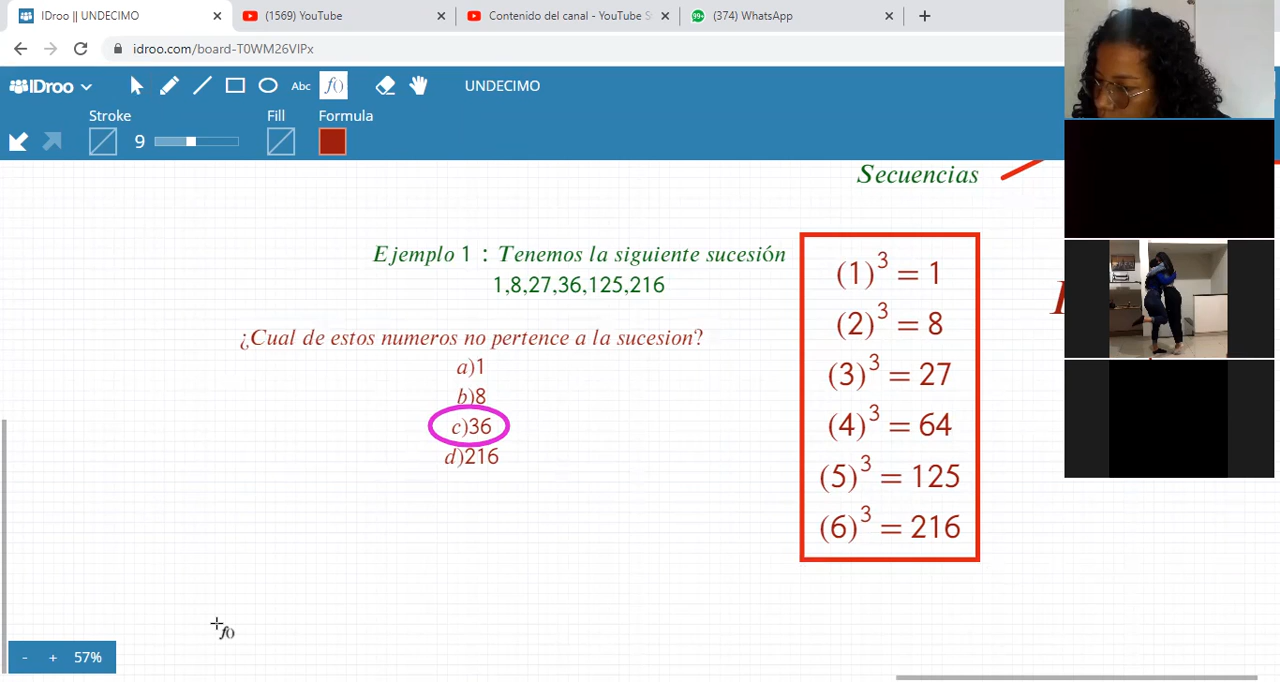 IDroo || UNDECIMO
(1569) YouTube
Contenido del canal - YouTube S
99+
(374) WhatsApp
idroo.com/board-T0WM26VIPx
IDroo
Abc
f()
UNDECIMO
Stroke
Fill
Formula
9
Secuencias
Ejemplo 1 : Tenemos la siguiente sucesión
1,8,27,36,125,216
¿Cual de estos numeros no pertence a la sucesion?
a)1
b)8
c)36
d)216
(1)³ = 1
(2)³ = 8
(3)³ = 27
(4)³ = 64
(5)³ = 125
(6)³ = 216
f()
- + 57%